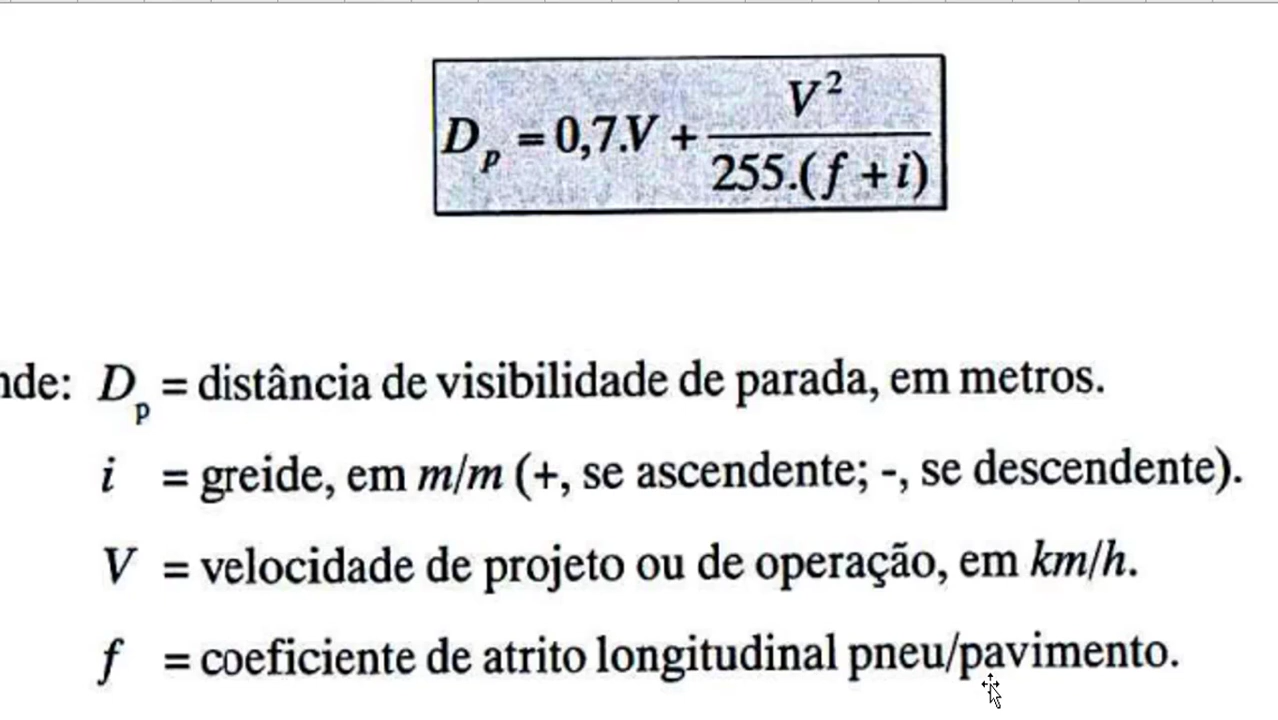 D_p = 0,7.V + V² / 255.(f + i)
nde: D_p = distância de visibilidade de parada, em metros.
i = greide, em m/m (+, se ascendente; -, se descendente).
V = velocidade de projeto ou de operação, em km/h.
f = coeficiente de atrito longitudinal pneu/pavimento.